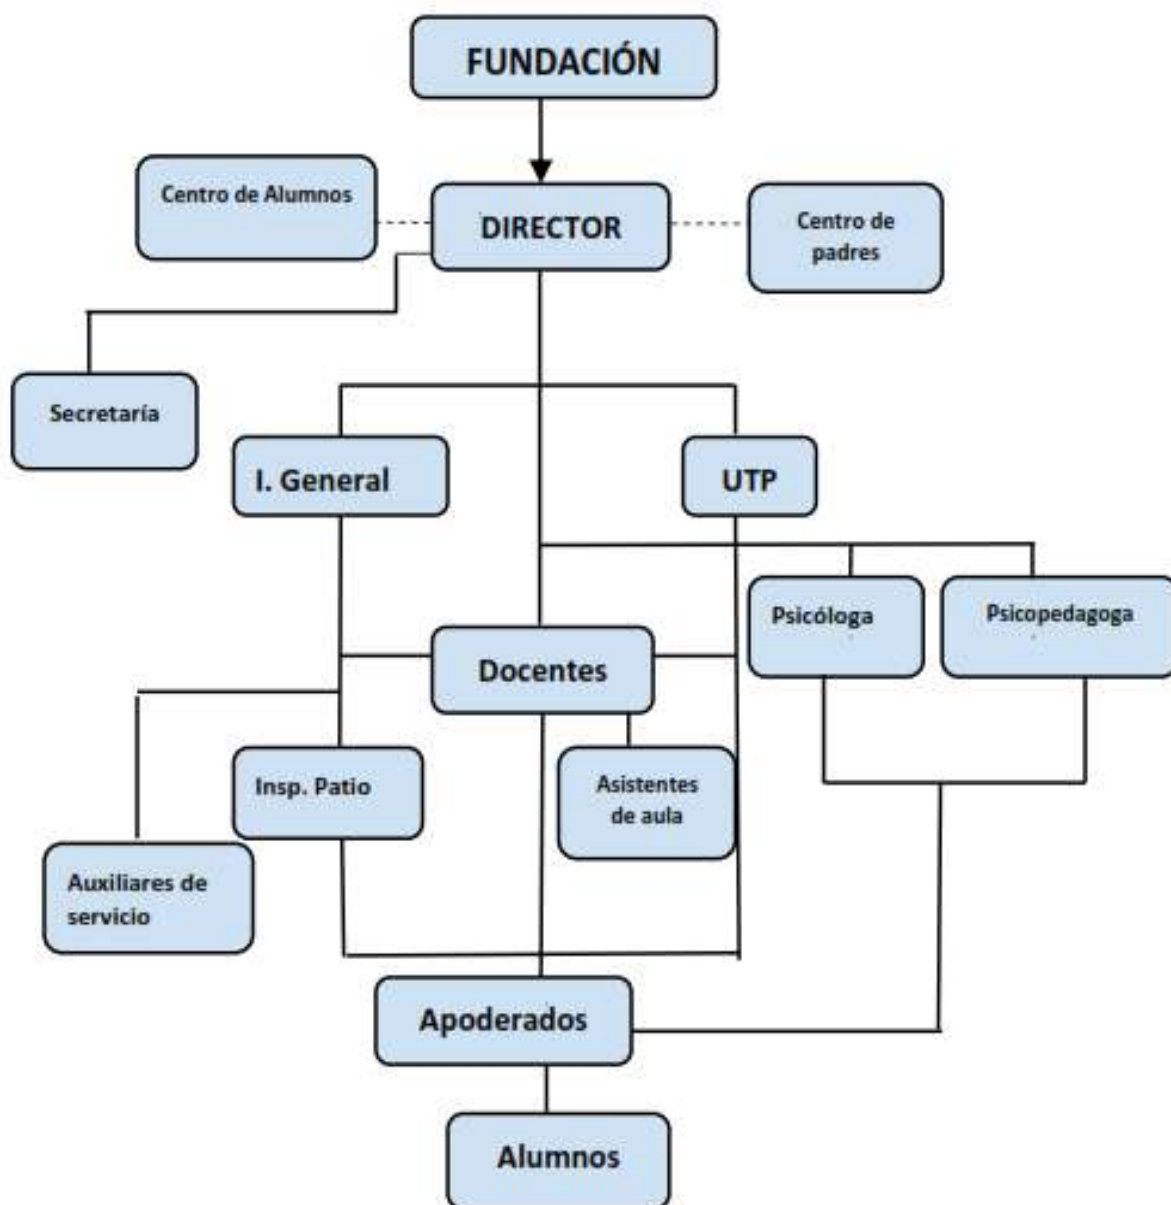 FUNDACIÓN
Centro de Alumnos
DIRECTOR
Centro de
padres
Secretaría
I. General
UTP
Psicóloga
Psicopedagoga
Docentes
Insp. Patio
Asistentes
de aula
Auxiliares de
servicio
Apoderados
Alumnos